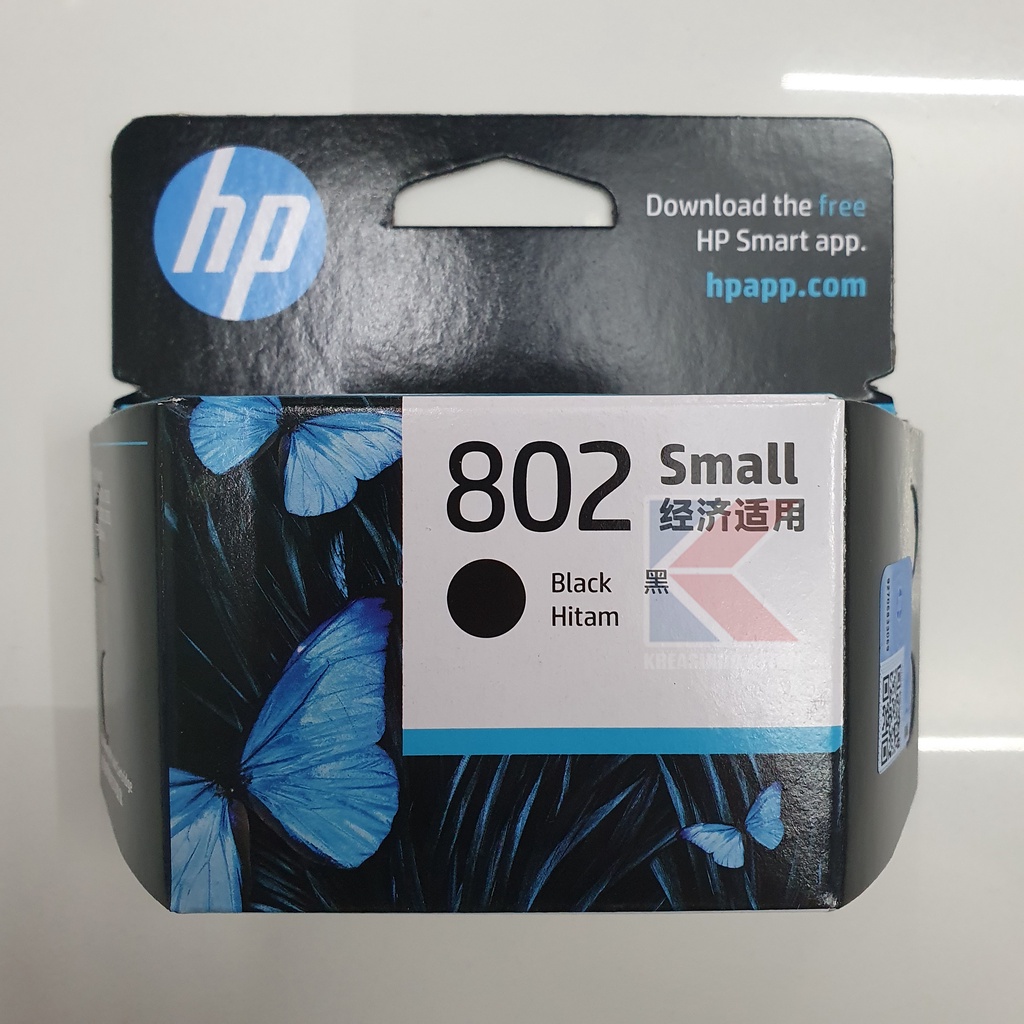 hp
Download the free
HP Smart app.
hpapp.com
802 Small
经济适用
Black 黑
Hitam